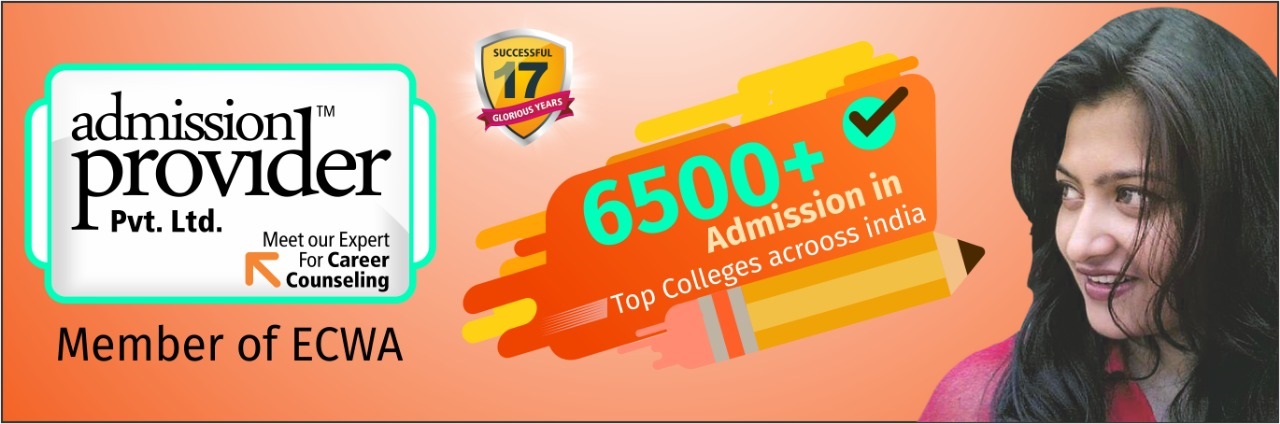 admission™
provider
Pvt. Ltd.
Meet our Expert
For Career
Counseling
Member of ECWA
SUCCESSFUL
17
GLORIOUS YEARS
6500+
Admission in
Top Colleges acrooss india